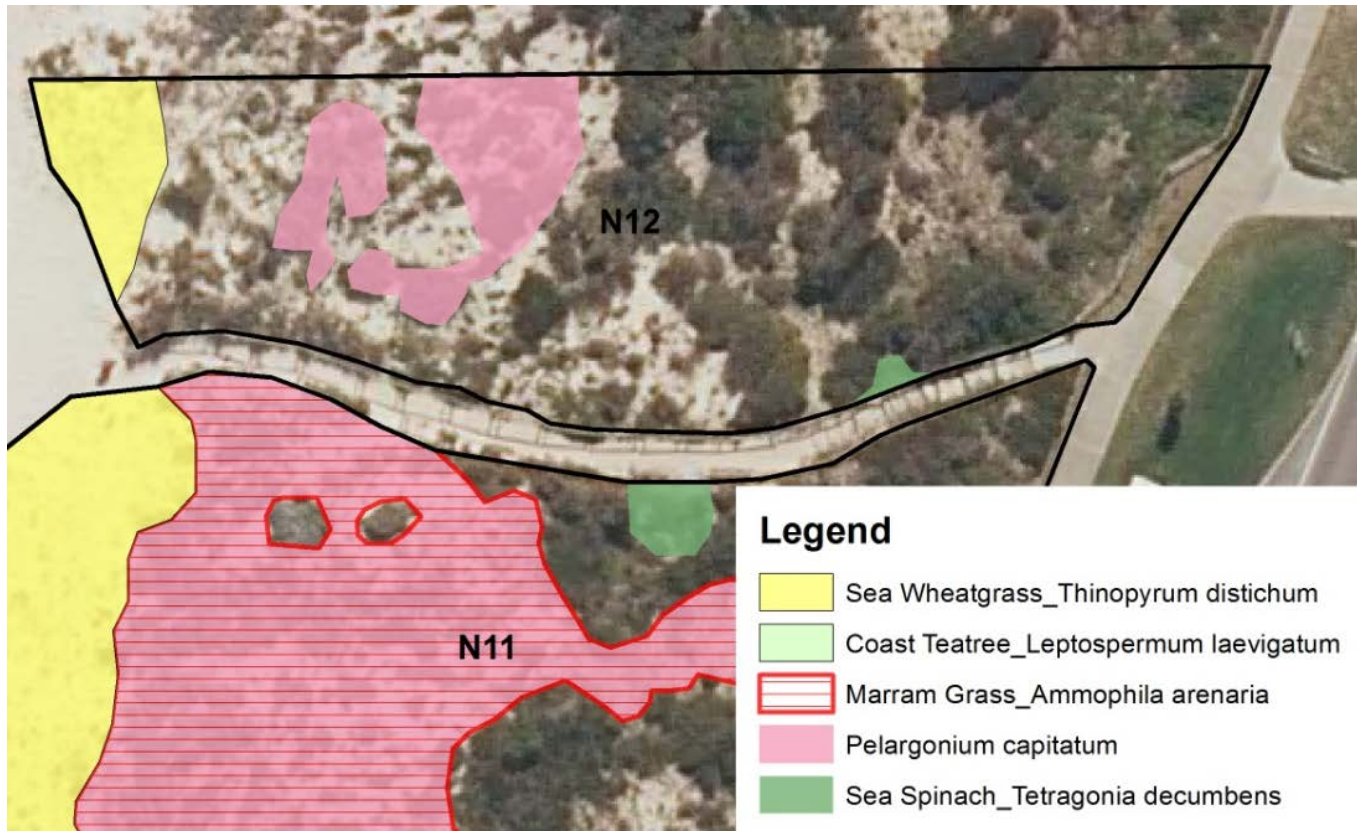 N12
N11
Legend
Sea Wheatgrass_Thinopyrum distichum
Coast Teatree_Leptospermum laevigatum
Marram Grass_Ammophila arenaria
Pelargonium capitatum
Sea Spinach_Tetragonia decumbens